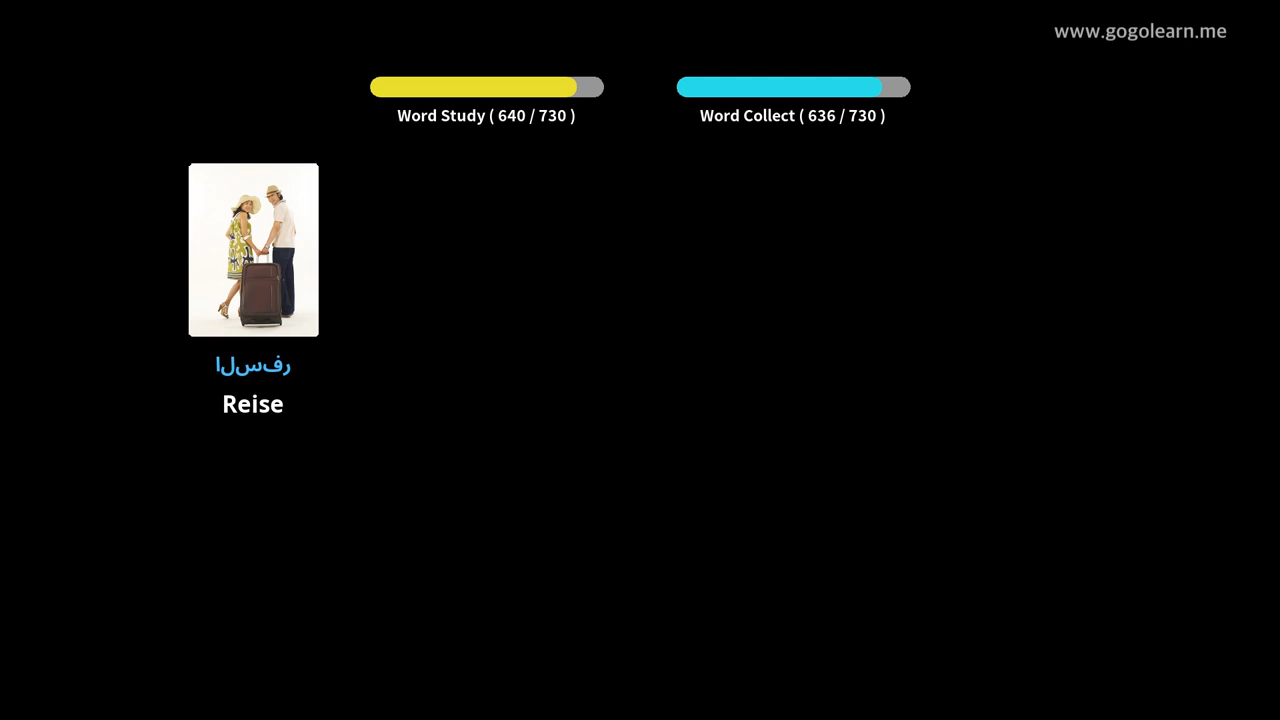 www.gogolearn.me
Word Study ( 640 / 730 )
Word Collect ( 636 / 730 )
السفر
Reise